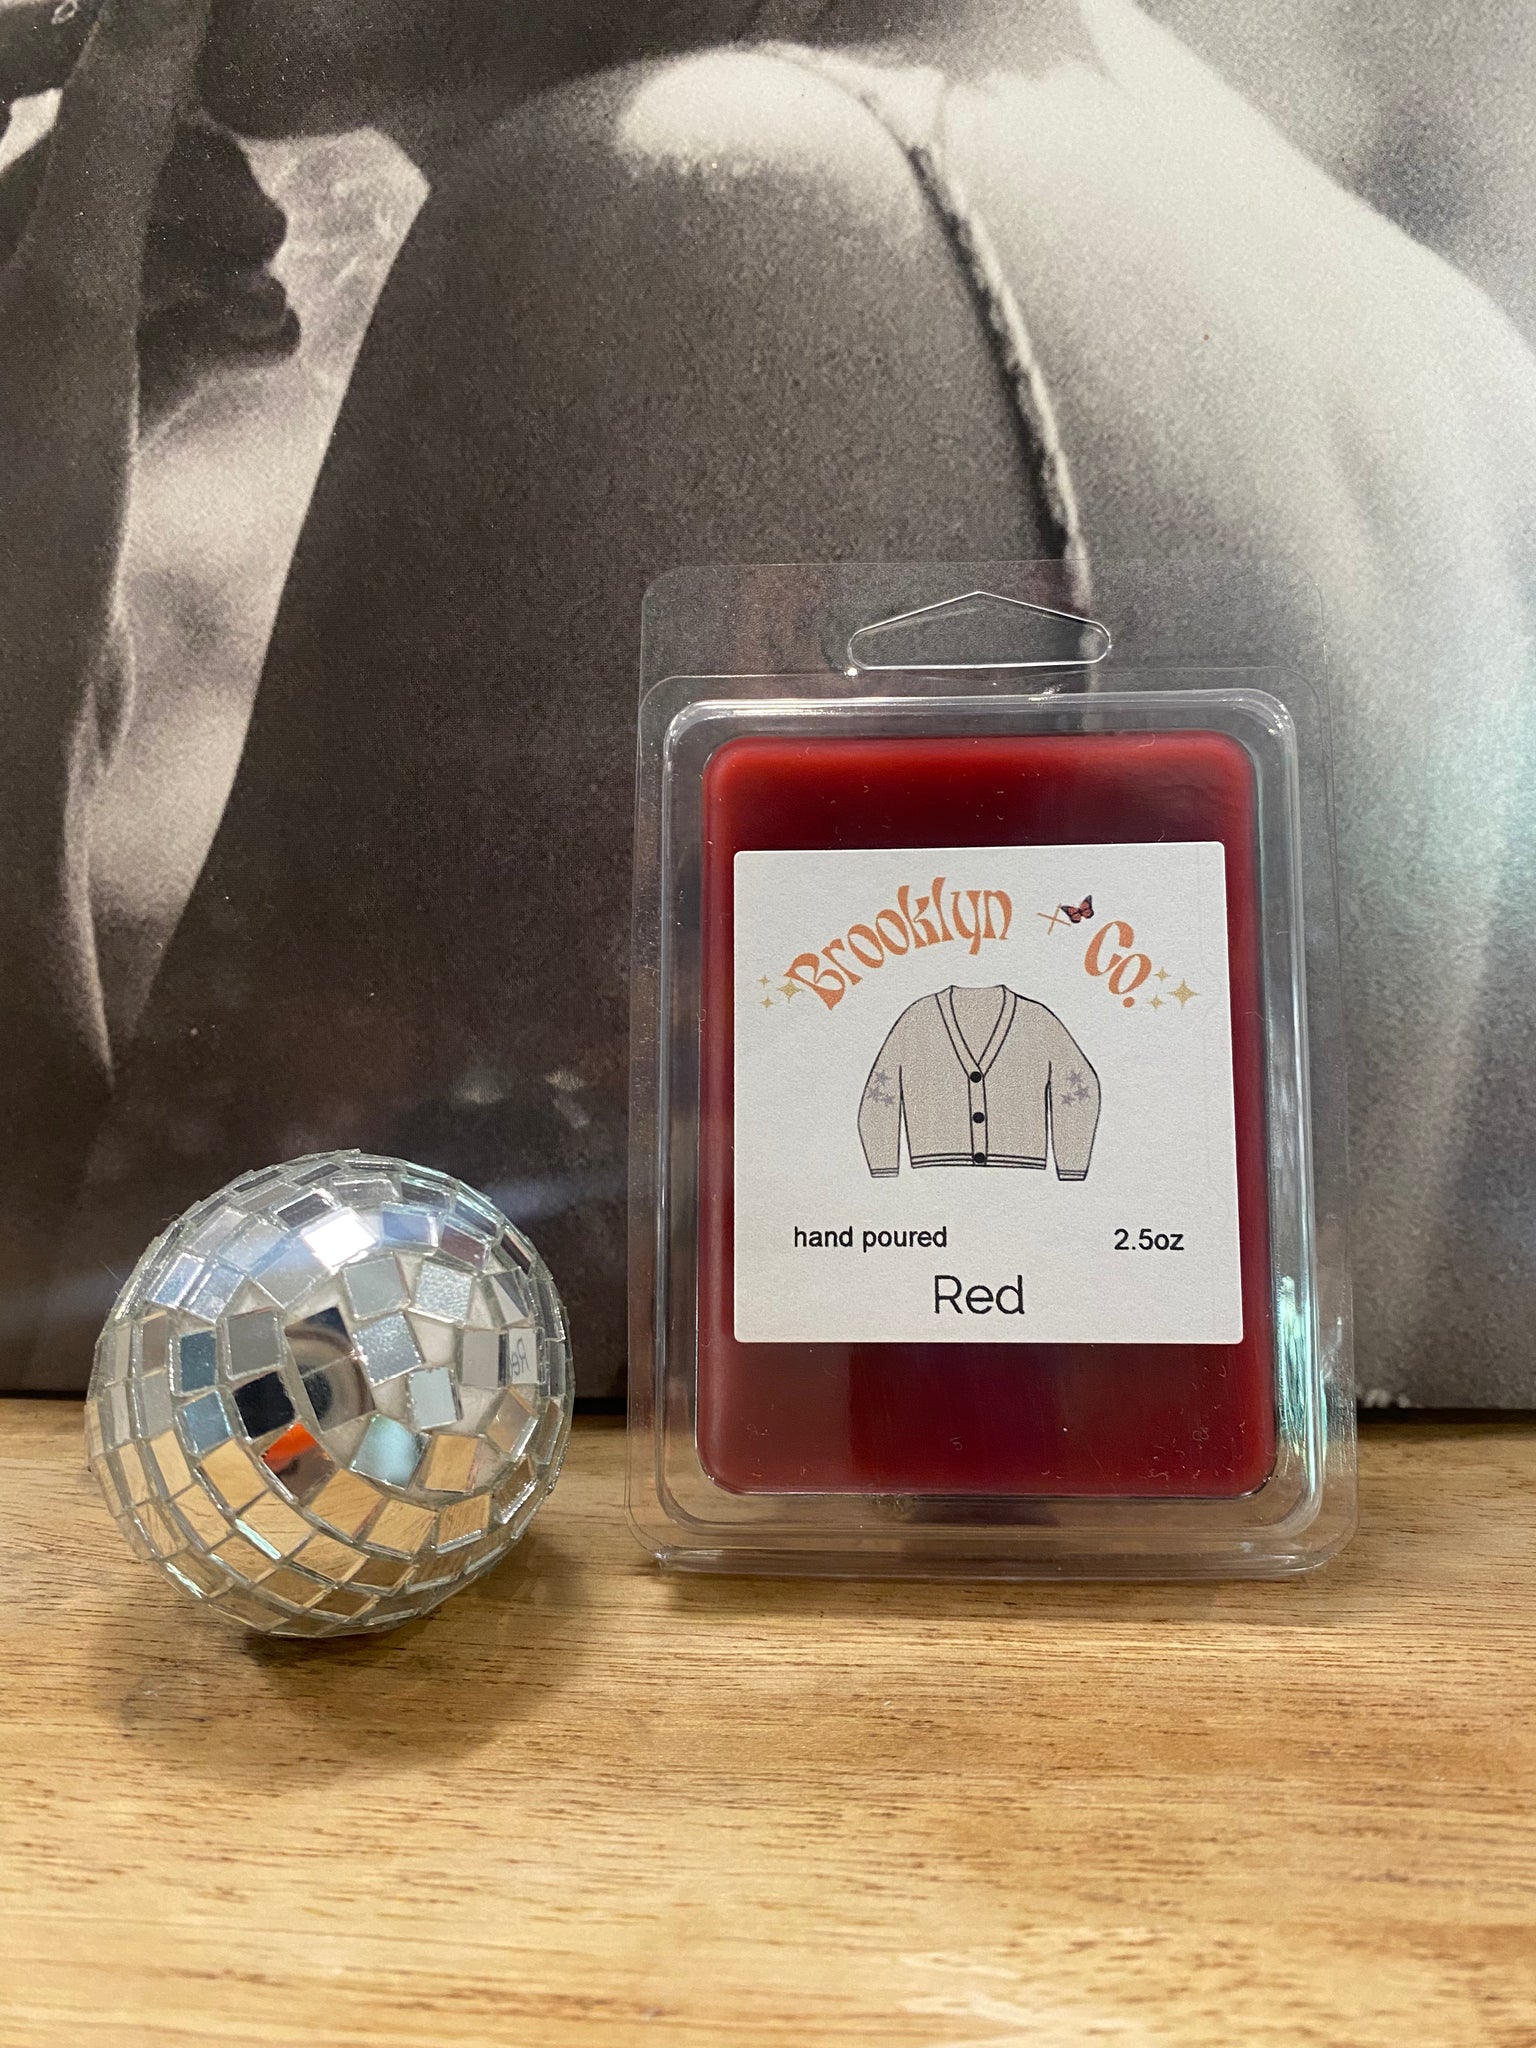 Brooklyn x Co.
hand poured 2.5oz
Red